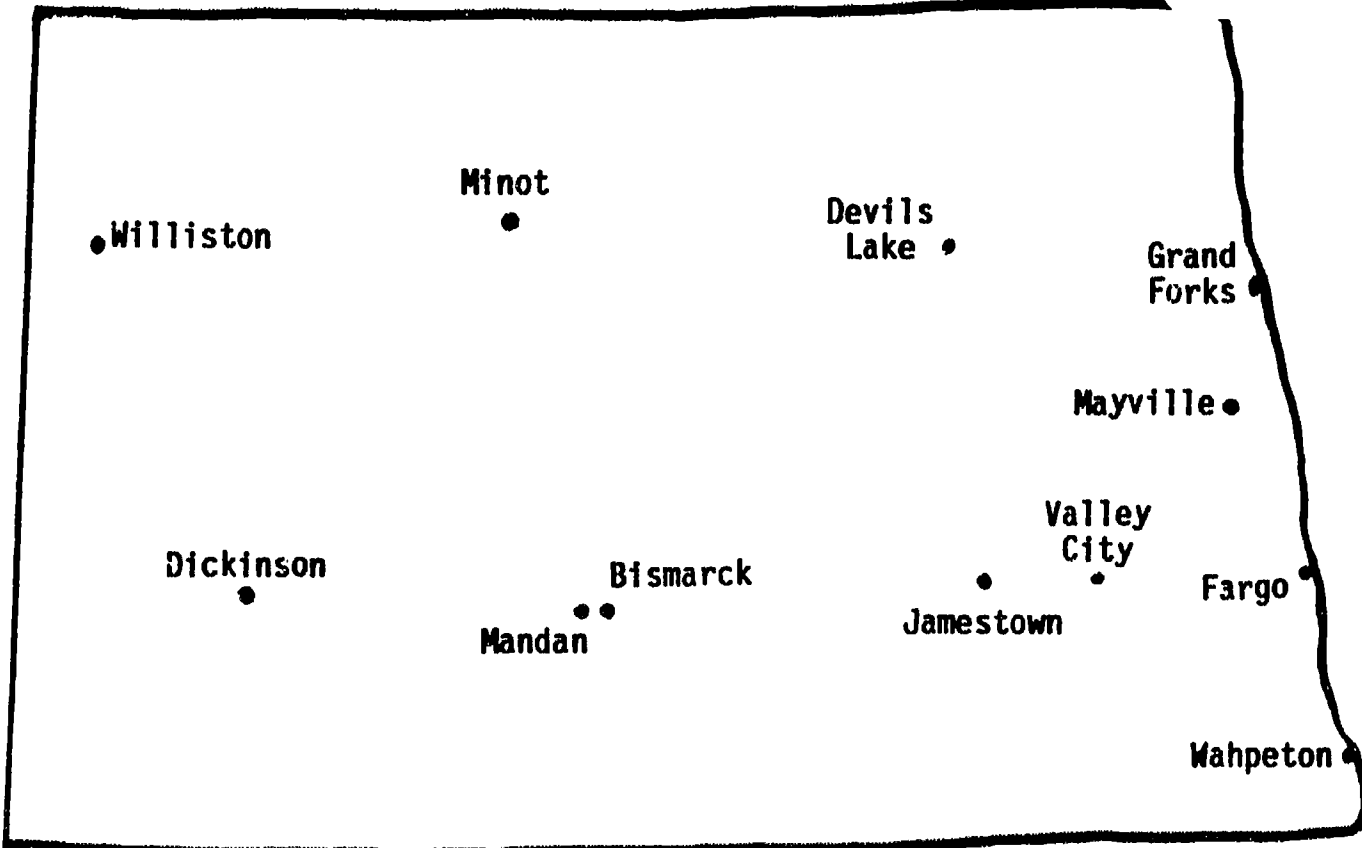 Minot
Williston
Devils
Lake
Grand
Forks
Mayville
Valley
City
Dickinson
Bismarck
Fargo
Jamestown
Mandan
Wahpeton